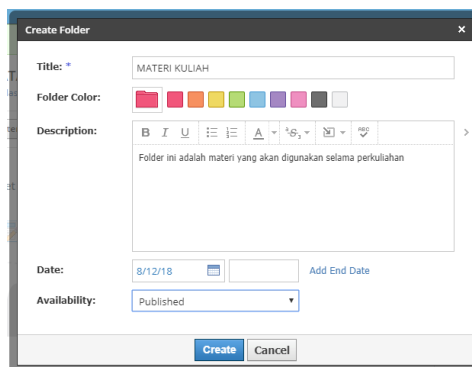 Create Folder ×
Title: * MATERI KULIAH
Folder Color:
Description: B I U A ABC
Folder ini adalah materi yang akan digunakan selama perkuliahan
Date: 8/12/18 Add End Date
Availability: Published
Create Cancel